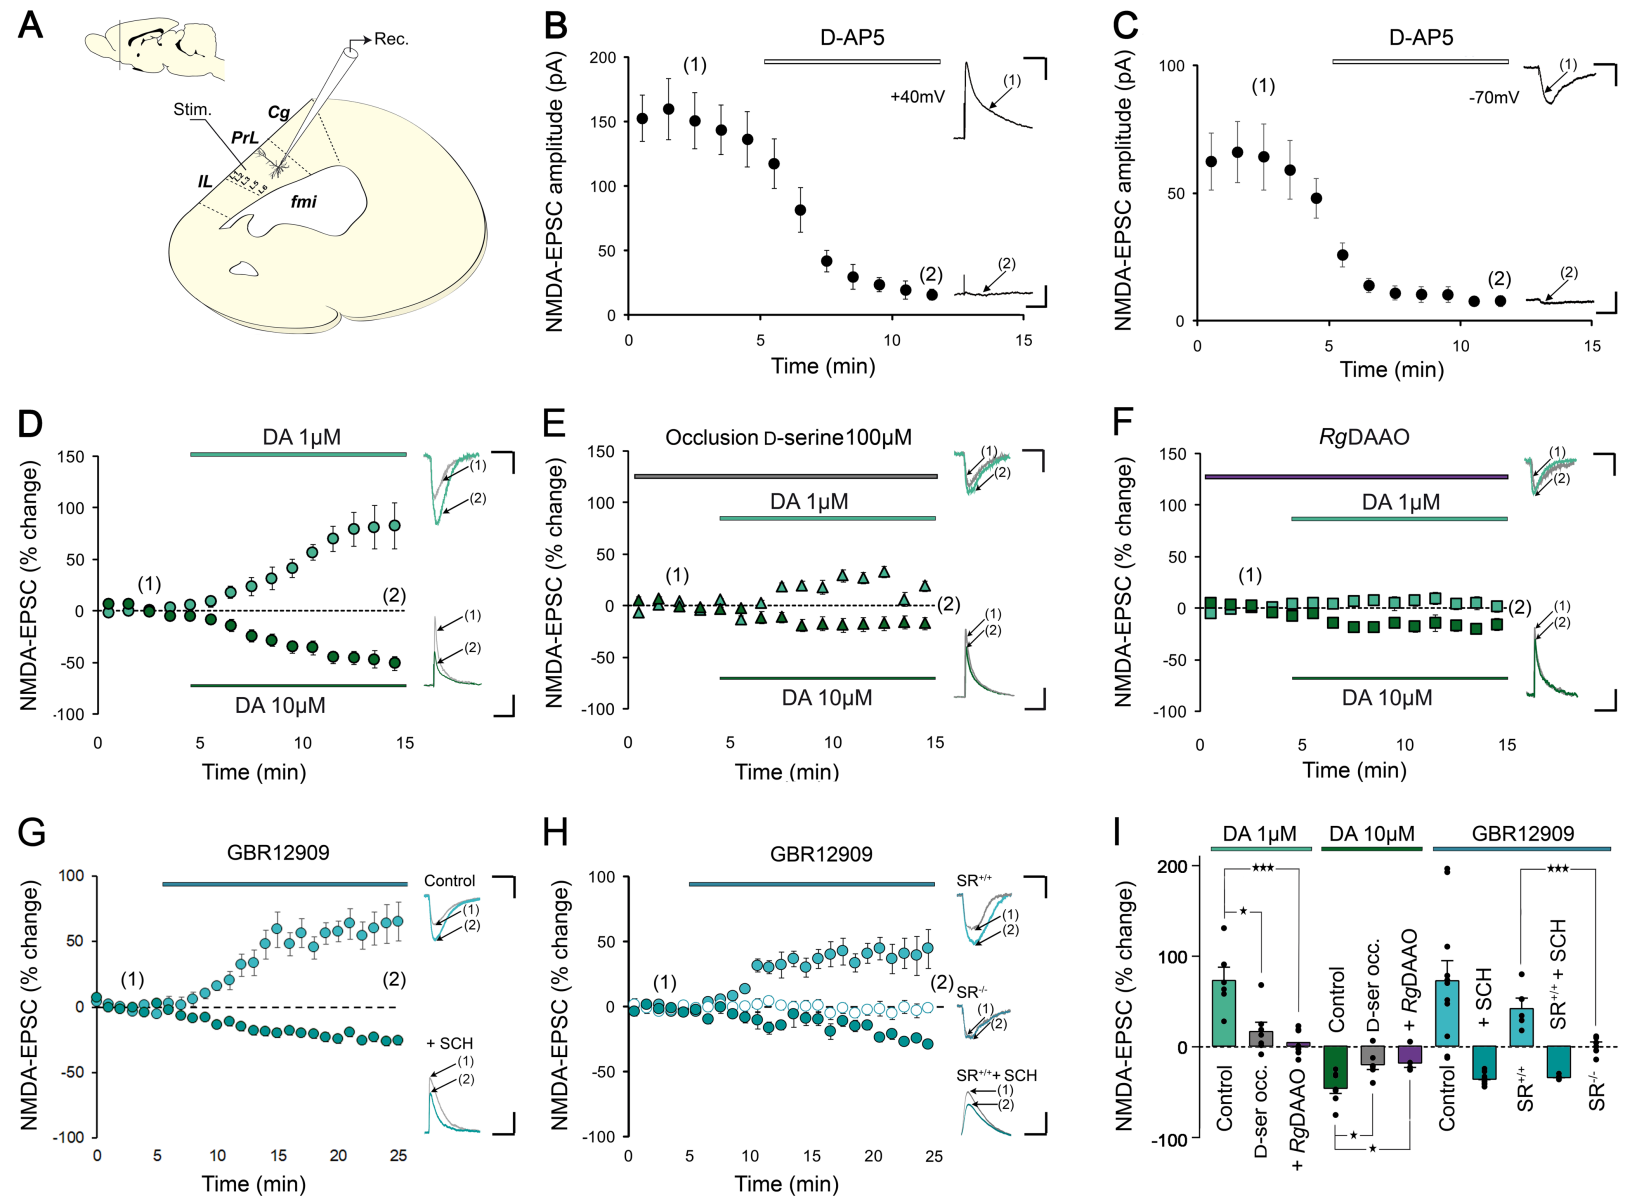 A
Rec.
Stim.
Cg
PrL
IL
L1
L2
L3
L5
L6
fmi
B
D-AP5
NMDA-EPSC amplitude (pA)
200
150
100
50
0
(1)
+40mV
(1)
(2)
(2)
0 5 10 15
Time (min)
C
D-AP5
NMDA-EPSC amplitude (pA)
100
50
0
(1)
-70mV
(1)
(2)
(2)
0 5 10 15
Time (min)
D
DA 1µM
NMDA-EPSC (% change)
150
100
50
0
-50
-100
(1)
(2)
(1)
(2)
(1)
(2)
DA 10µM
0 5 10 15
Time (min)
E
Occlusion D-serine100µM
DA 1µM
NMDA-EPSC (% change)
150
100
50
0
-50
-100
(1)
(2)
(1)
(2)
(1)
(2)
DA 10µM
0 5 10 15
Time (min)
F
RgDAAO
DA 1µM
NMDA-EPSC (% change)
150
100
50
0
-50
-100
(1)
(2)
(1)
(2)
(1)
(2)
DA 10µM
0 5 10 15
Time (min)
G
GBR12909
NMDA-EPSC (% change)
100
50
0
-50
-100
(1)
(2)
Control
(1)
(2)
+ SCH
(1)
(2)
0 5 10 15 20 25
Time (min)
H
GBR12909
NMDA-EPSC (% change)
100
50
0
-50
-100
(1)
(2)
SR+/+
(1)
(2)
SR-/-
(1)
(2)
SR+/+ + SCH
(1)
(2)
0 5 10 15 20 25
Time (min)
I
DA 1µM DA 10µM GBR12909
NMDA-EPSC (% change)
200
100
0
-100
★★★
★
★★★
★
★
Control
D-ser occ.
+ RgDAAO
Control
D-ser occ.
+ RgDAAO
Control
+ SCH
SR+/+
SR+/+ + SCH
SR-/-